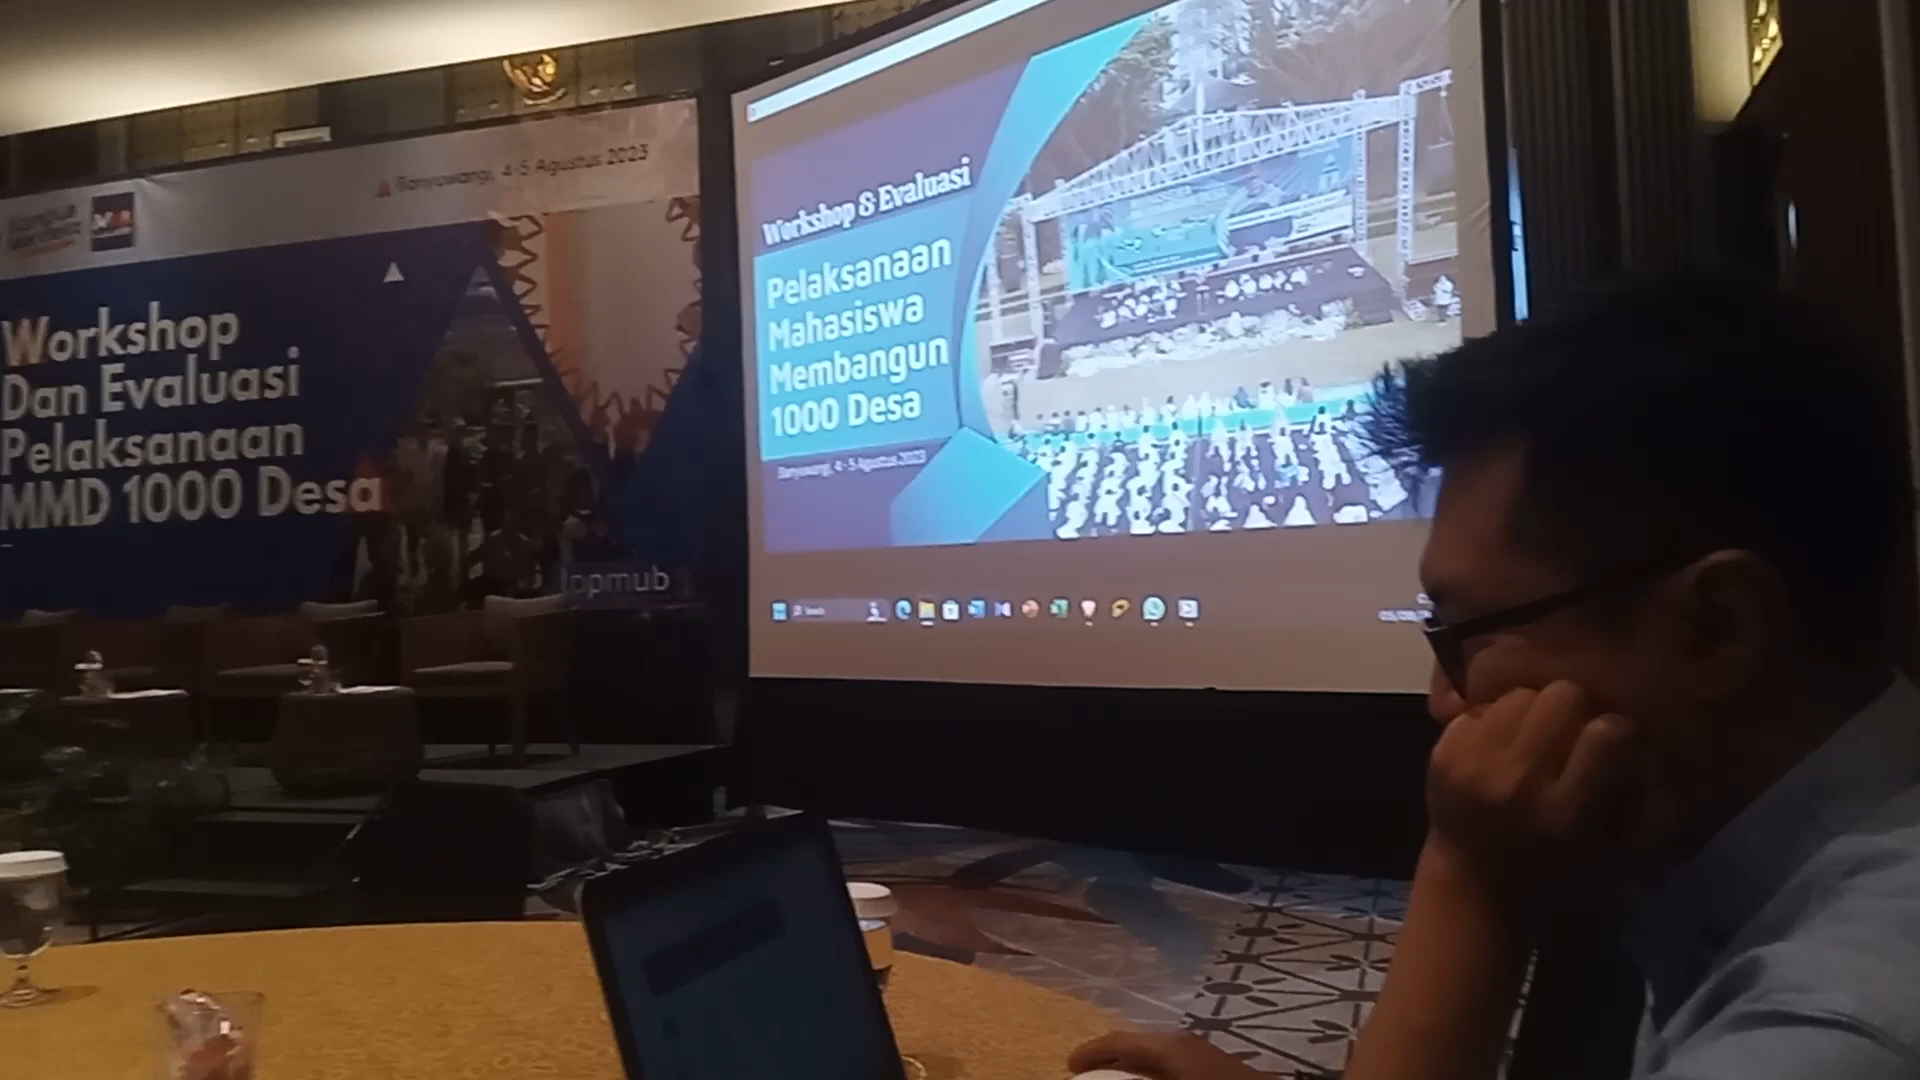 Banyuwangi, 4-5 Agustus 2023
Workshop
Dan Evaluasi
Pelaksanaan
MMD 1000 Desa
lppmub
Workshop & Evaluasi
Pelaksanaan
Mahasiswa
Membangun
1000 Desa
Banyuwangi, 4 - 5 Agustus 2023
Search